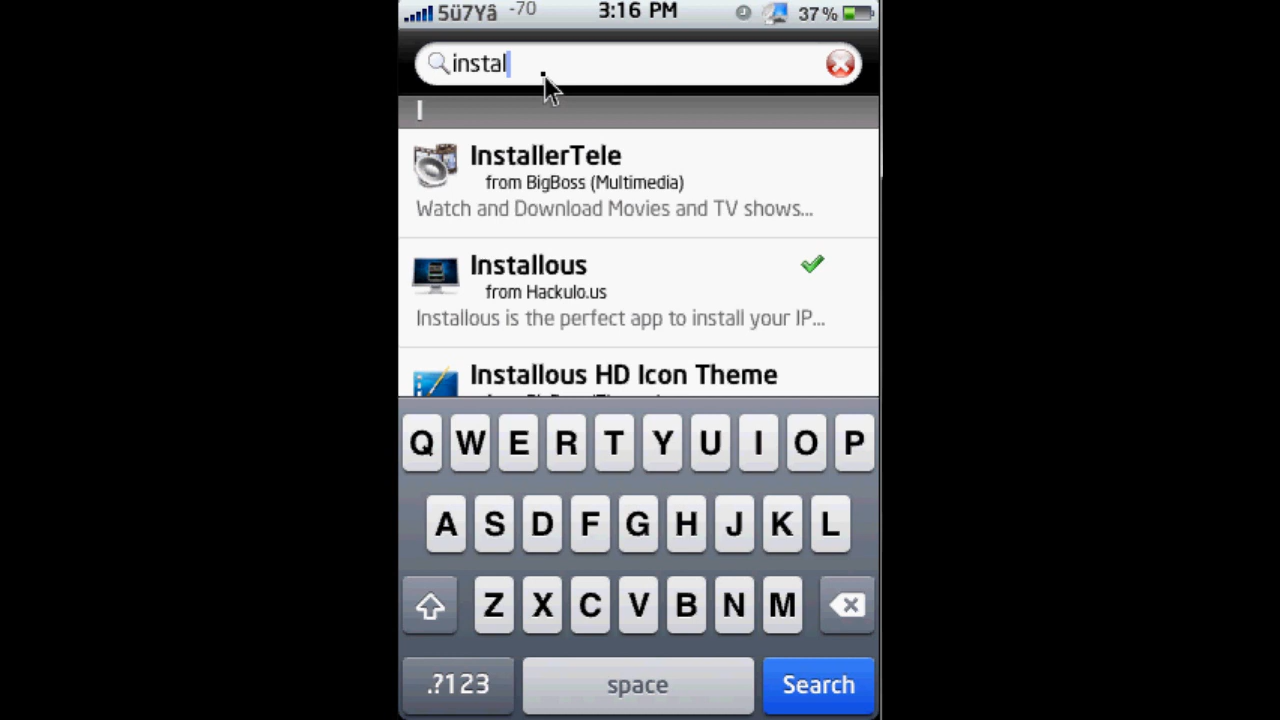 5ü7Yâ -70 3:16 PM 37%
instal
I
InstallerTele
from BigBoss (Multimedia)
Watch and Download Movies and TV shows...
Installous
from Hackulo.us
Installous is the perfect app to install your IP...
Installous HD Icon Theme
Q W E R T Y U I O P
A S D F G H J K L
Z X C V B N M
.?123 space Search